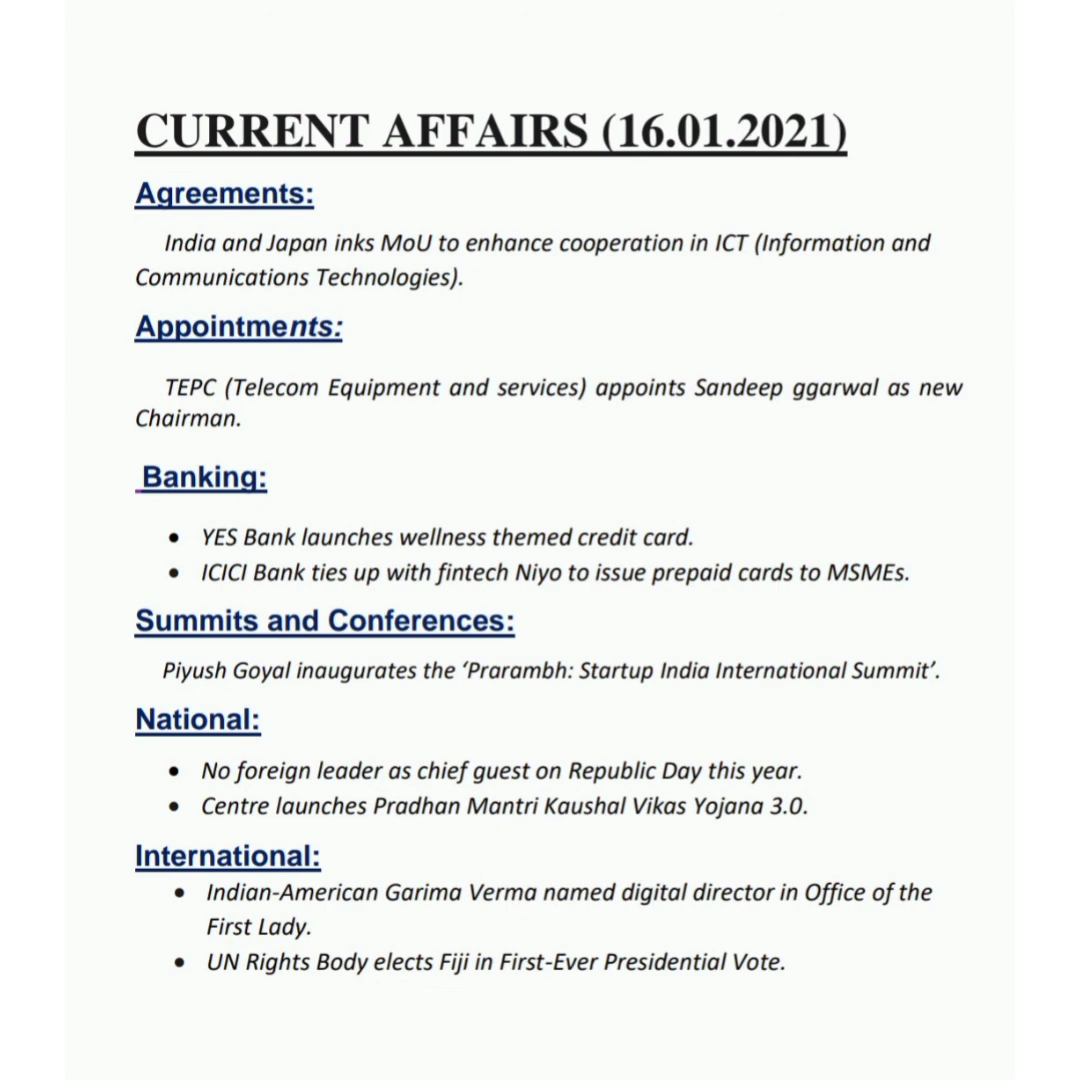 CURRENT AFFAIRS (16.01.2021)
Agreements:
India and Japan inks MoU to enhance cooperation in ICT (Information and
Communications Technologies).
Appointments:
TEPC (Telecom Equipment and services) appoints Sandeep ggarwal as new
Chairman.
Banking:
• YES Bank launches wellness themed credit card.
• ICICI Bank ties up with fintech Niyo to issue prepaid cards to MSMEs.
Summits and Conferences:
Piyush Goyal inaugurates the ‘Prarambh: Startup India International Summit’.
National:
• No foreign leader as chief guest on Republic Day this year.
• Centre launches Pradhan Mantri Kaushal Vikas Yojana 3.0.
International:
• Indian-American Garima Verma named digital director in Office of the
First Lady.
• UN Rights Body elects Fiji in First-Ever Presidential Vote.